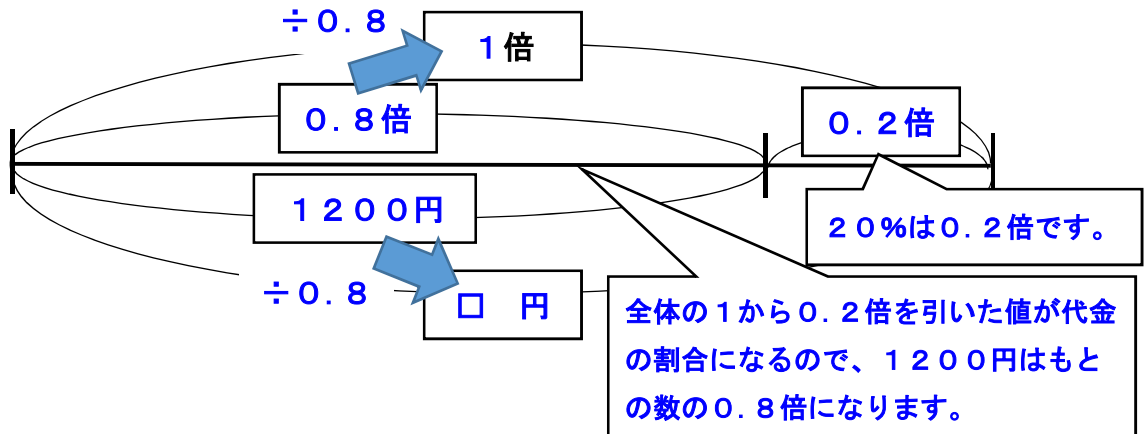 ÷０．８
１倍
０．８倍
０．２倍
１２００円
２０%は０．２倍です。
÷０．８
□　円
全体の１から０．２倍を引いた値が代金
の割合になるので、１２００円はもと
の数の０．８倍になります。